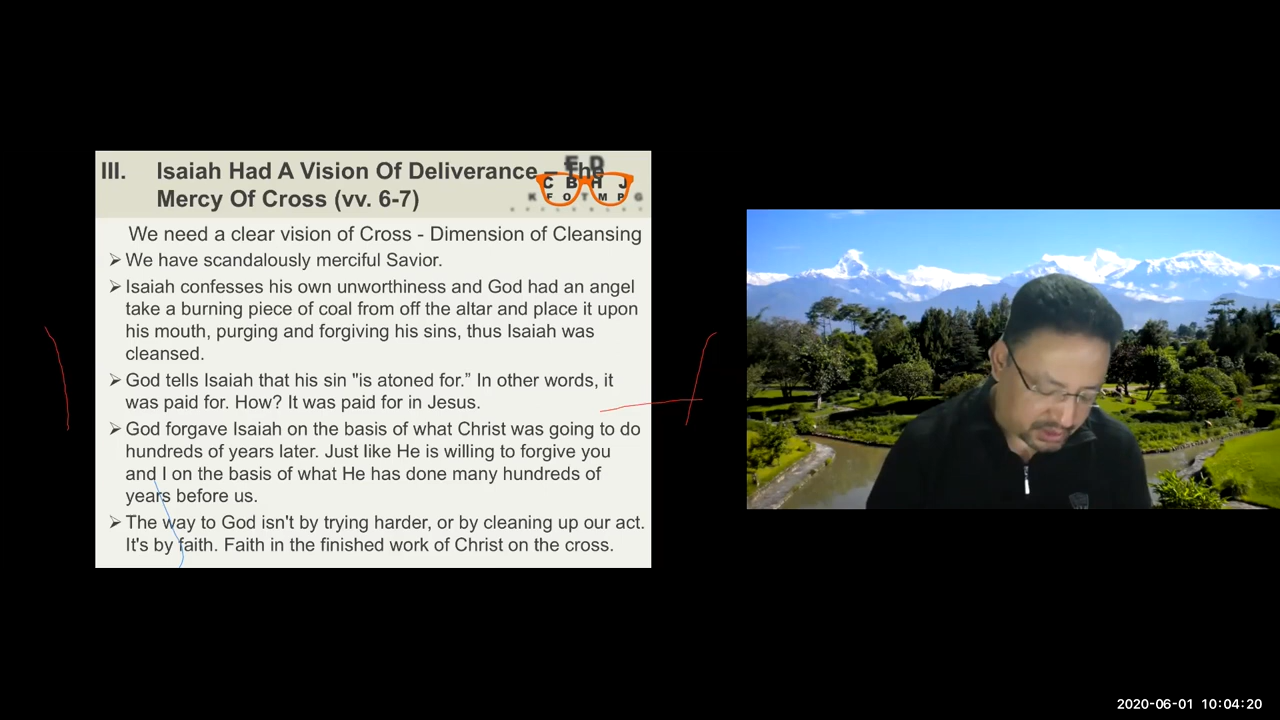 III. Isaiah Had A Vision Of Deliverance – The
Mercy Of Cross (vv. 6-7)
E D
C B H J
K F O T M P G
We need a clear vision of Cross - Dimension of Cleansing
➢ We have scandalously merciful Savior.
➢ Isaiah confesses his own unworthiness and God had an angel
take a burning piece of coal from off the altar and place it upon
his mouth, purging and forgiving his sins, thus Isaiah was
cleansed.
➢ God tells Isaiah that his sin "is atoned for.” In other words, it
was paid for. How? It was paid for in Jesus.
➢ God forgave Isaiah on the basis of what Christ was going to do
hundreds of years later. Just like He is willing to forgive you
and I on the basis of what He has done many hundreds of
years before us.
➢ The way to God isn't by trying harder, or by cleaning up our act.
It's by faith. Faith in the finished work of Christ on the cross.
2020-06-01 10:04:20